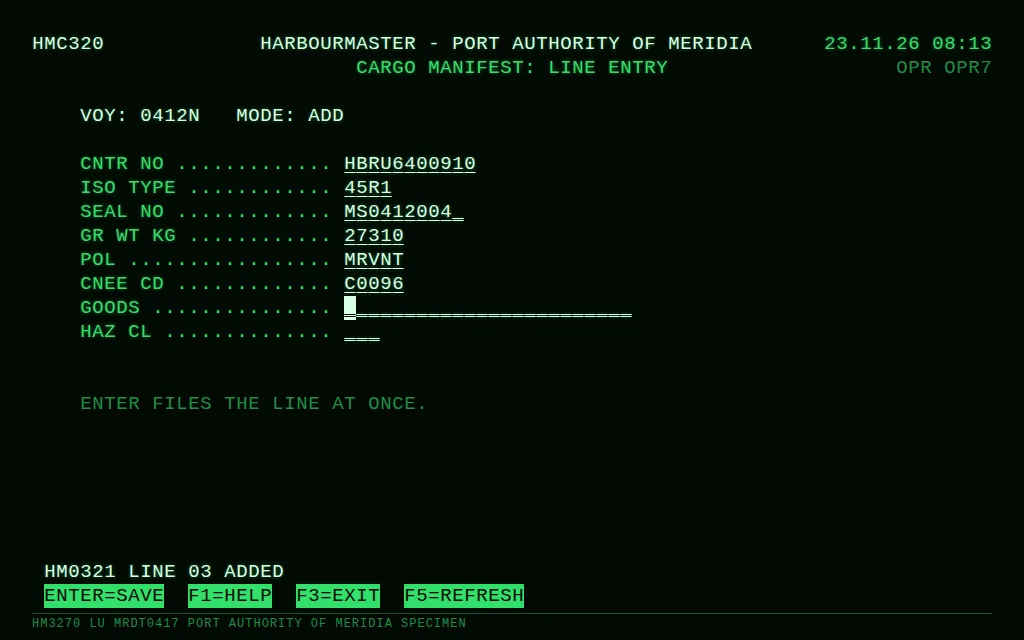 HMC320 HARBOURMASTER - PORT AUTHORITY OF MERIDIA 23.11.26 08:13
CARGO MANIFEST: LINE ENTRY OPR OPR7
VOY: 0412N MODE: ADD
CNTR NO ............. HBRU6400910
ISO TYPE ............ 45R1
SEAL NO ............. MS0412004_
GR WT KG ............ 27310
POL ................. MRVNT
CNEE CD ............. C0096
GOODS ............... ________________________
HAZ CL .............. ___
ENTER FILES THE LINE AT ONCE.
HM0321 LINE 03 ADDED
ENTER=SAVE F1=HELP F3=EXIT F5=REFRESH
HM3270 LU MRDT0417 PORT AUTHORITY OF MERIDIA SPECIMEN